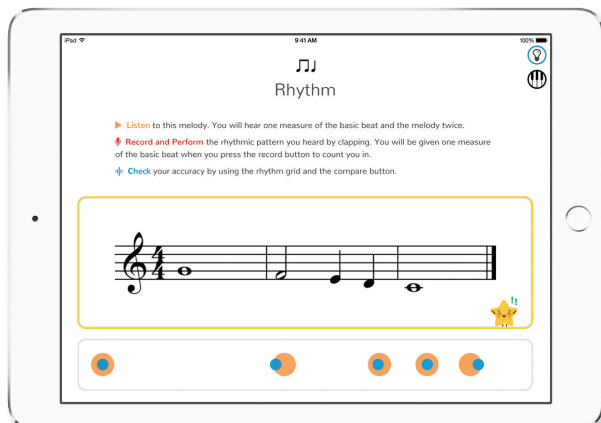 iPad 9:41 AM 100%
Rhythm
Listen to this melody. You will hear one measure of the basic beat and the melody twice.
Record and Perform the rhythmic pattern you heard by clapping. You will be given one measure
of the basic beat when you press the record button to count you in.
Check your accuracy by using the rhythm grid and the compare button.
4
4
!!